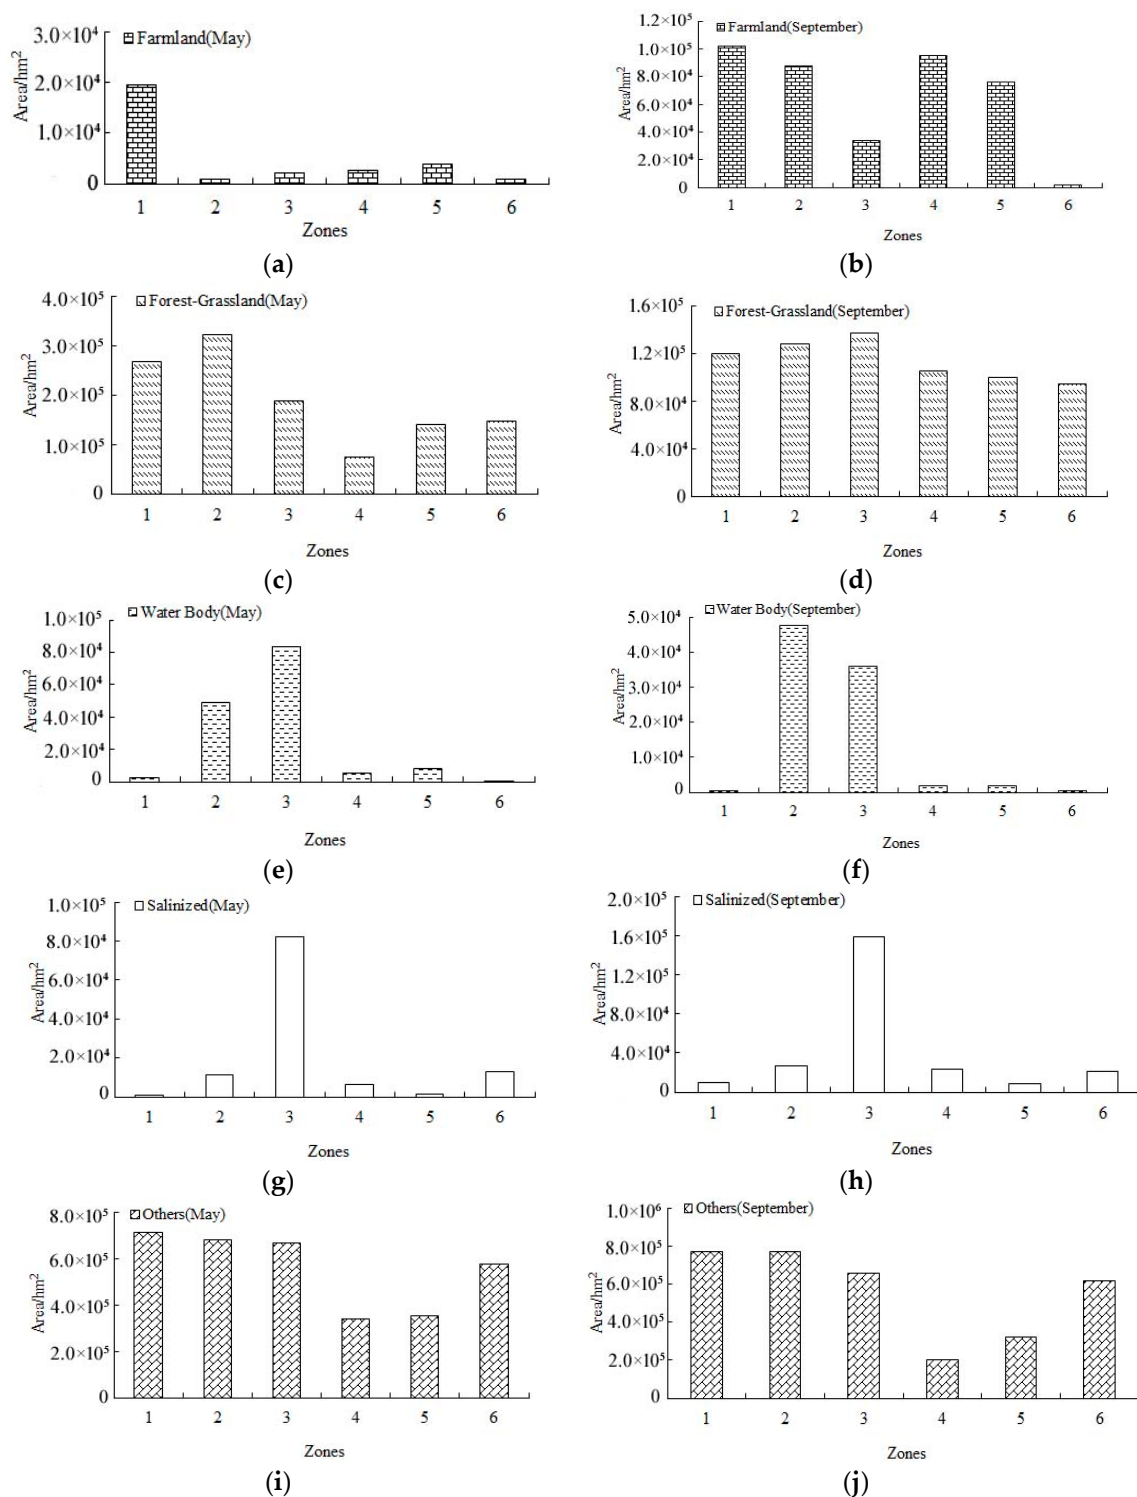 Farmland(May)
Area/hm²
3.0×10⁴
2.0×10⁴
1.0×10⁴
0
1 2 3 4 5 6
Zones
(a)
Farmland(September)
Area/hm²
1.2×10⁵
1.0×10⁵
8.0×10⁴
6.0×10⁴
4.0×10⁴
2.0×10⁴
0
1 2 3 4 5 6
Zones
(b)
Forest-Grassland(May)
Area/hm²
4.0×10⁵
3.0×10⁵
2.0×10⁵
1.0×10⁵
0
1 2 3 4 5 6
Zones
(c)
Forest-Grassland(September)
Area/hm²
1.6×10⁵
1.2×10⁵
8.0×10⁴
4.0×10⁴
0
1 2 3 4 5 6
Zones
(d)
Water Body(May)
Area/hm²
1.0×10⁵
8.0×10⁴
6.0×10⁴
4.0×10⁴
2.0×10⁴
0
1 2 3 4 5 6
Zones
(e)
Water Body(September)
Area/hm²
5.0×10⁴
4.0×10⁴
3.0×10⁴
2.0×10⁴
1.0×10⁴
0
1 2 3 4 5 6
Zones
(f)
Salinized(May)
Area/hm²
1.0×10⁵
8.0×10⁴
6.0×10⁴
4.0×10⁴
2.0×10⁴
0
1 2 3 4 5 6
Zones
(g)
Salinized(September)
Area/hm²
2.0×10⁵
1.6×10⁵
1.2×10⁵
8.0×10⁴
4.0×10⁴
0
1 2 3 4 5 6
Zones
(h)
Others(May)
Area/hm²
8.0×10⁵
6.0×10⁵
4.0×10⁵
2.0×10⁵
0
1 2 3 4 5 6
Zones
(i)
Others(September)
Area/hm²
1.0×10⁶
8.0×10⁵
6.0×10⁵
4.0×10⁵
2.0×10⁵
0
1 2 3 4 5 6
Zones
(j)